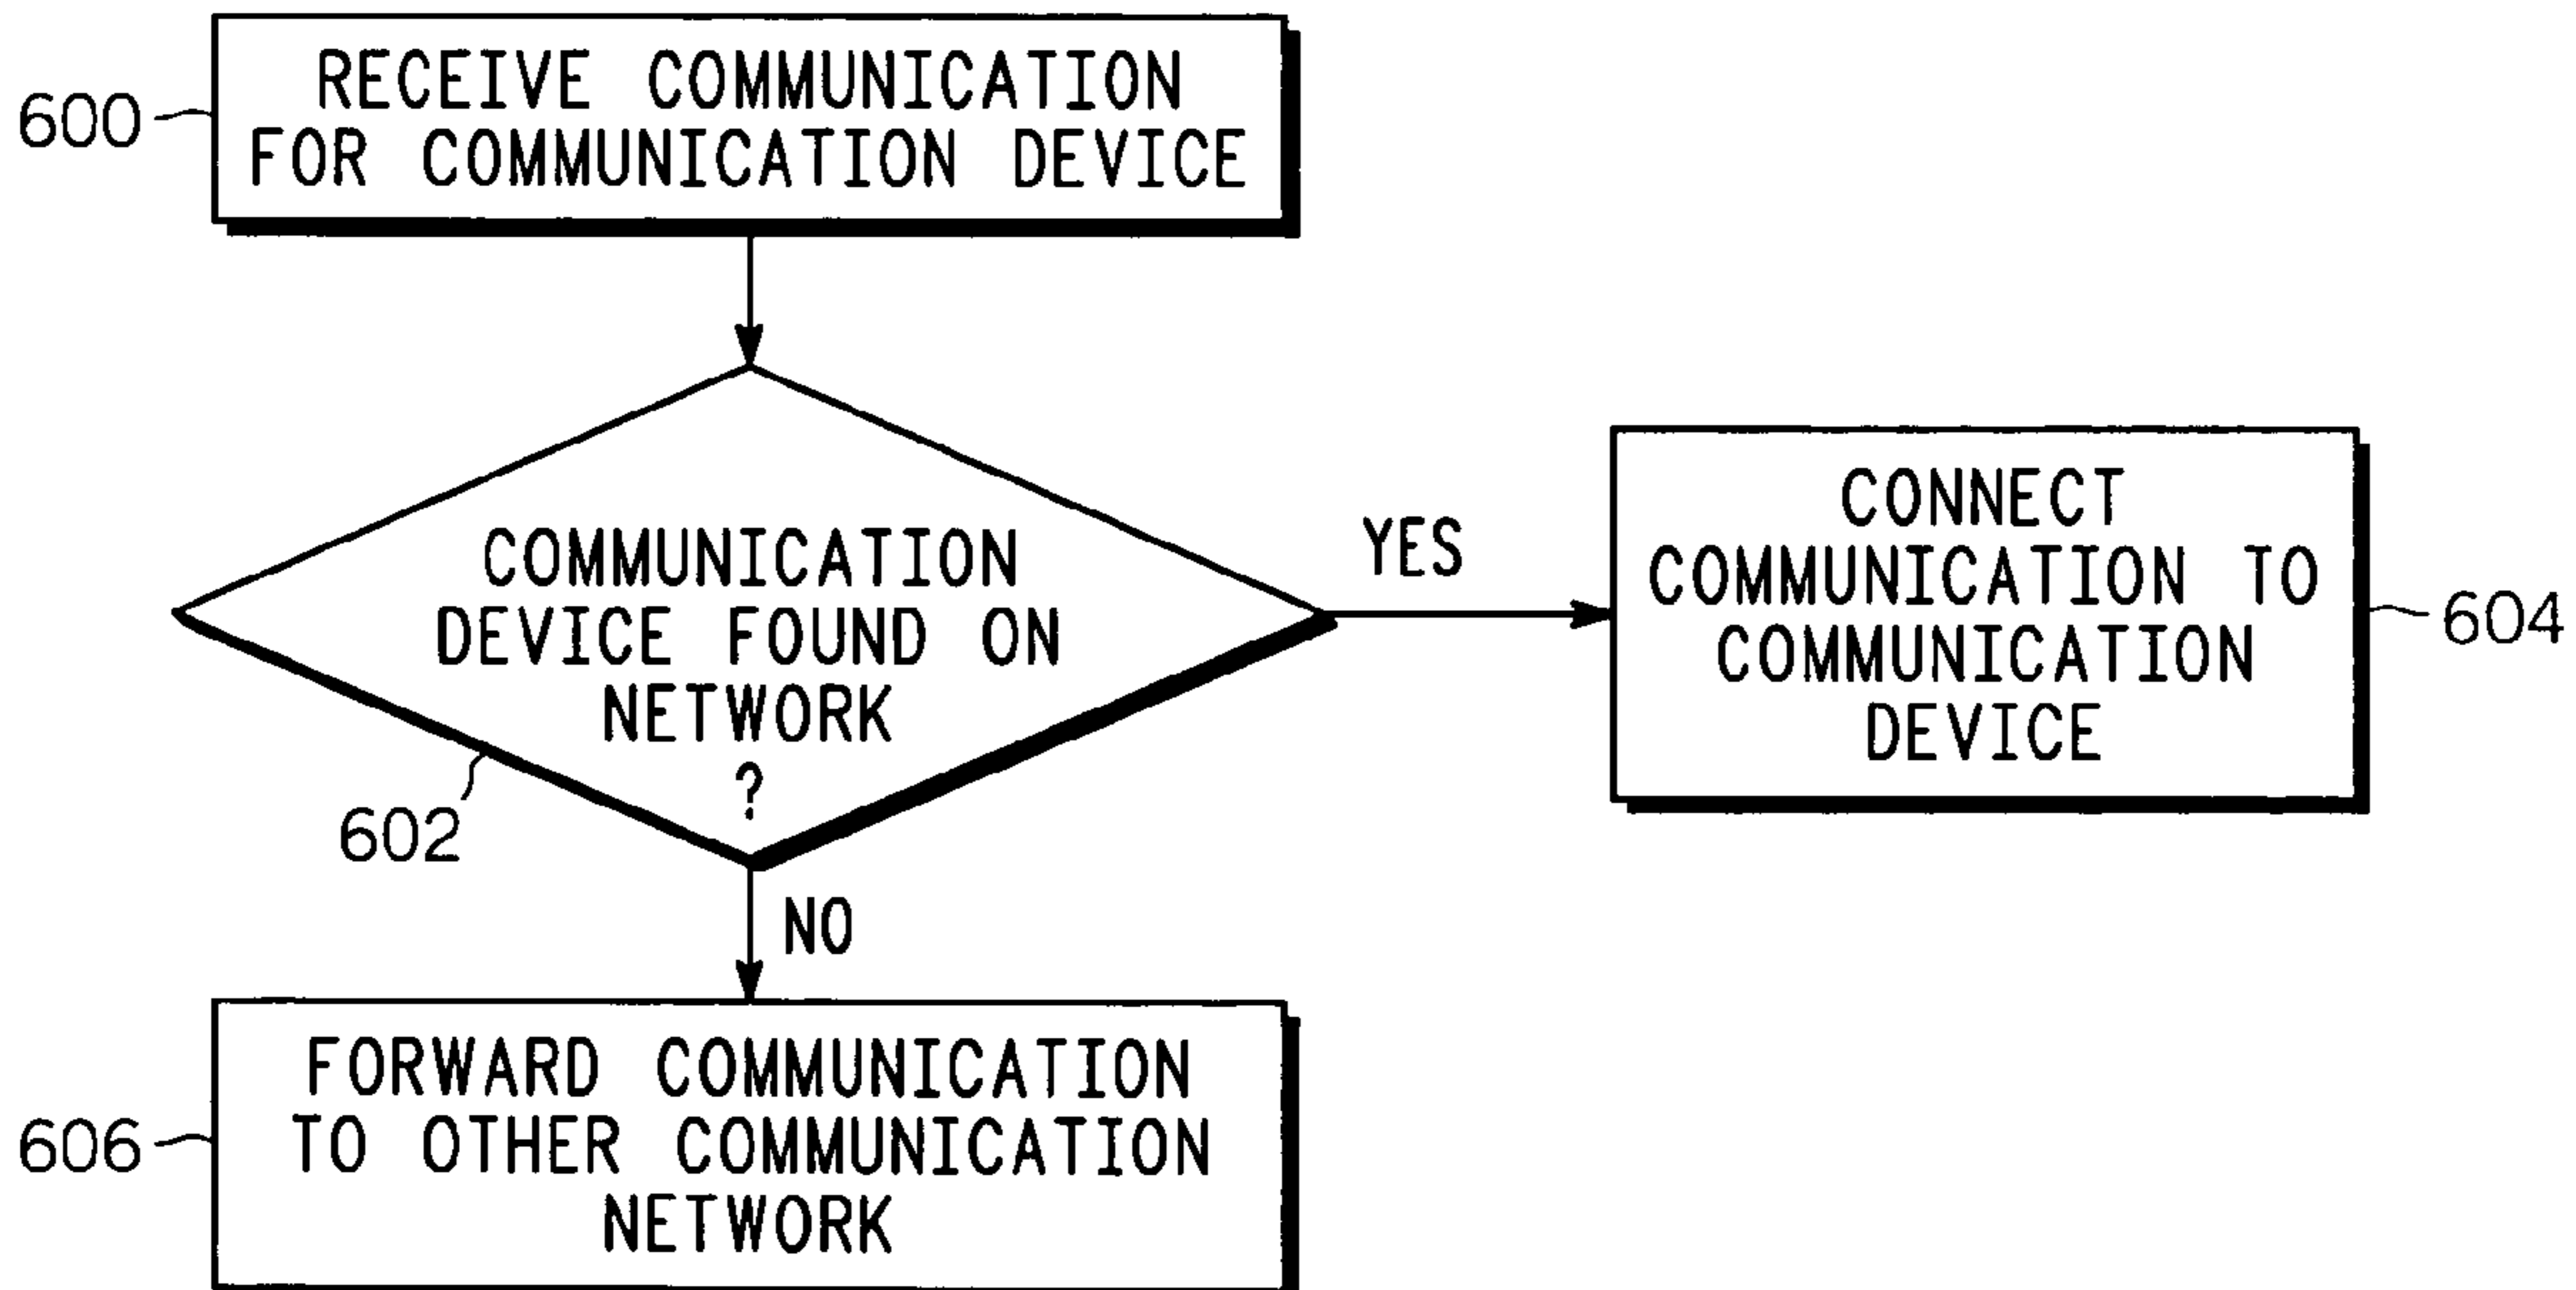 RECEIVE COMMUNICATION
FOR COMMUNICATION DEVICE
600
COMMUNICATION
DEVICE FOUND ON
NETWORK
?
602
YES
CONNECT
COMMUNICATION TO
COMMUNICATION
DEVICE
604
NO
FORWARD COMMUNICATION
TO OTHER COMMUNICATION
NETWORK
606